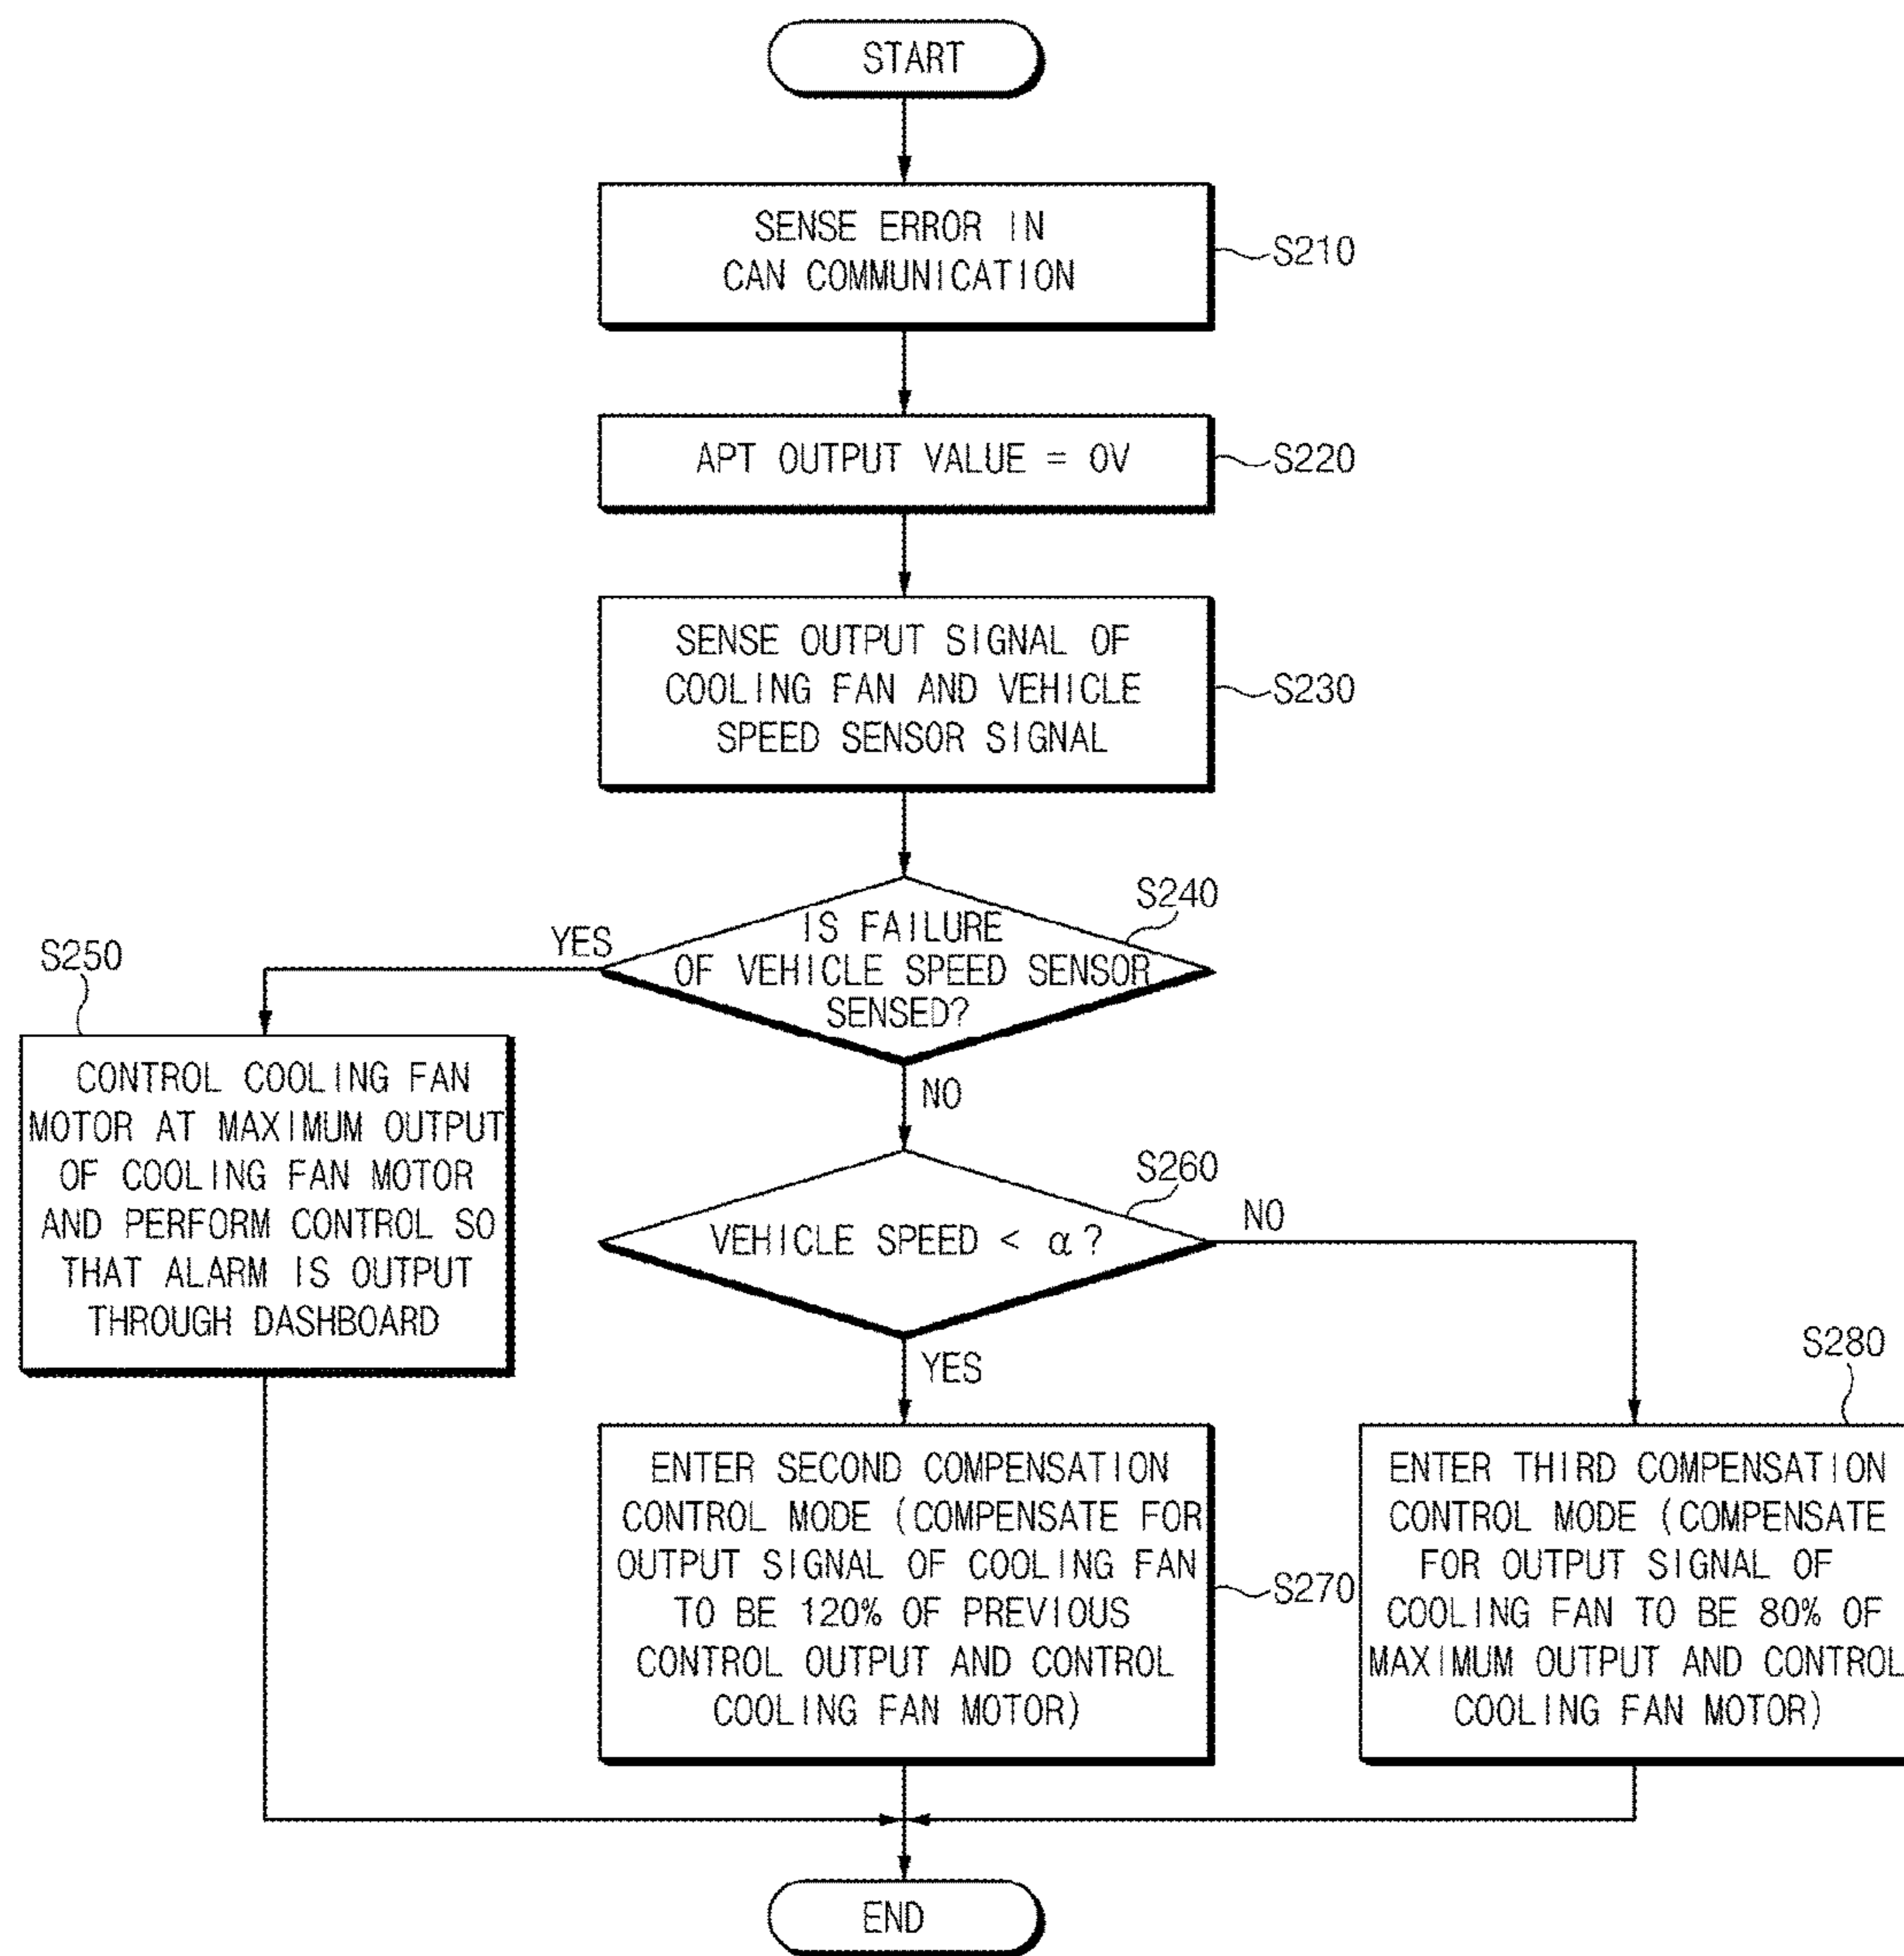 START
SENSE ERROR IN
CAN COMMUNICATION
S210
APT OUTPUT VALUE = 0V
S220
SENSE OUTPUT SIGNAL OF
COOLING FAN AND VEHICLE
SPEED SENSOR SIGNAL
S230
S240
IS FAILURE
OF VEHICLE SPEED SENSOR
SENSED?
YES
NO
S250
CONTROL COOLING FAN
MOTOR AT MAXIMUM OUTPUT
OF COOLING FAN MOTOR
AND PERFORM CONTROL SO
THAT ALARM IS OUTPUT
THROUGH DASHBOARD
S260
VEHICLE SPEED < α?
NO
YES
ENTER SECOND COMPENSATION
CONTROL MODE (COMPENSATE FOR
OUTPUT SIGNAL OF COOLING FAN
TO BE 120% OF PREVIOUS
CONTROL OUTPUT AND CONTROL
COOLING FAN MOTOR)
S270
S280
ENTER THIRD COMPENSATION
CONTROL MODE (COMPENSATE
FOR OUTPUT SIGNAL OF
COOLING FAN TO BE 80% OF
MAXIMUM OUTPUT AND CONTROL
COOLING FAN MOTOR)
END